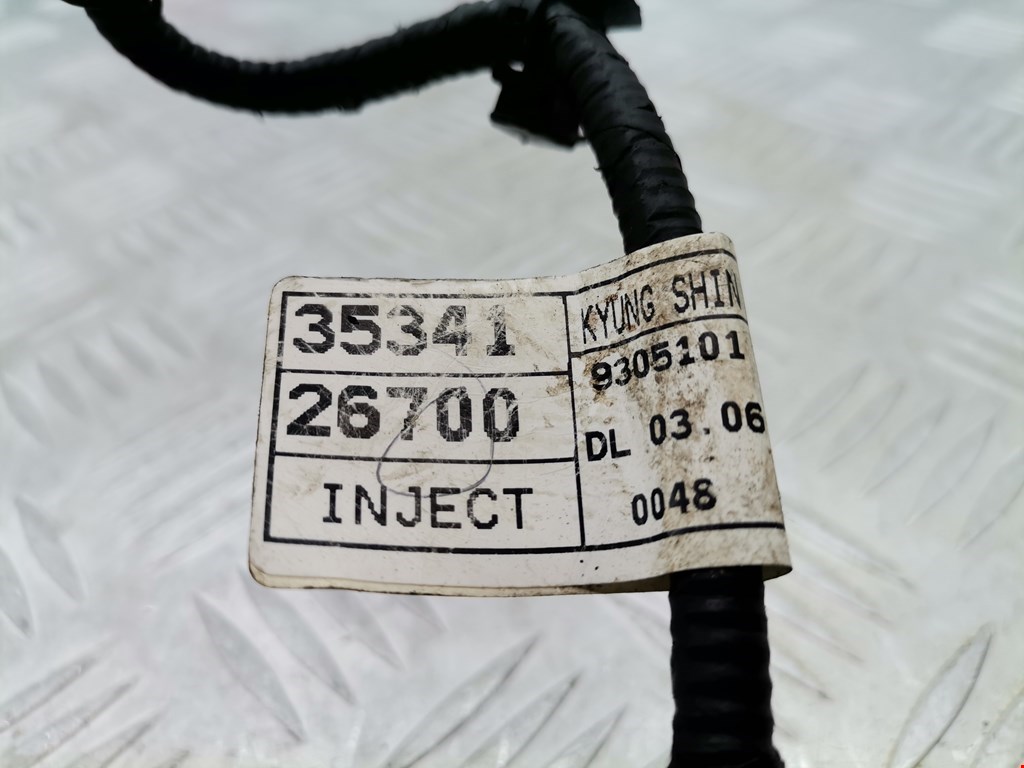 35341
26700
INJECT
KYUNG SHIN
9305101
DL 03.06
0048